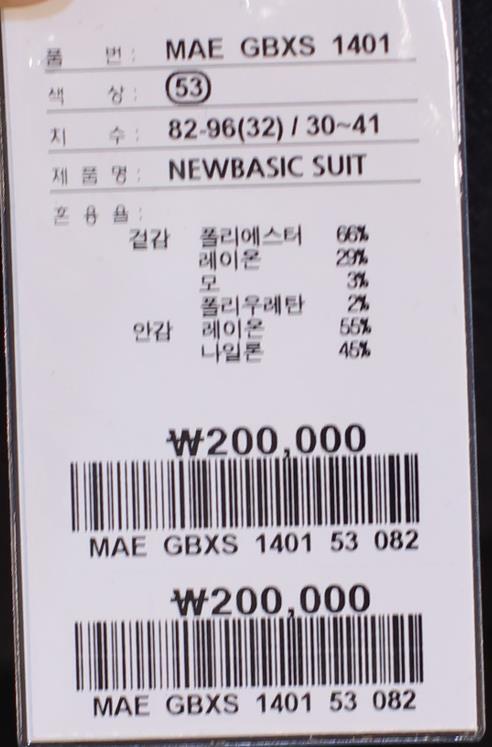 품 번 : MAE GBXS 1401
색 상 : 53
치 수 : 82-96(32) / 30~41
제 품 명 : NEWBASIC SUIT
혼 용 율 :
겉감 폴리에스터 66%
레이온 29%
모 3%
폴리우레탄 2%
안감 레이온 55%
나일론 45%
₩200,000
MAE GBXS 1401 53 082
₩200,000
MAE GBXS 1401 53 082